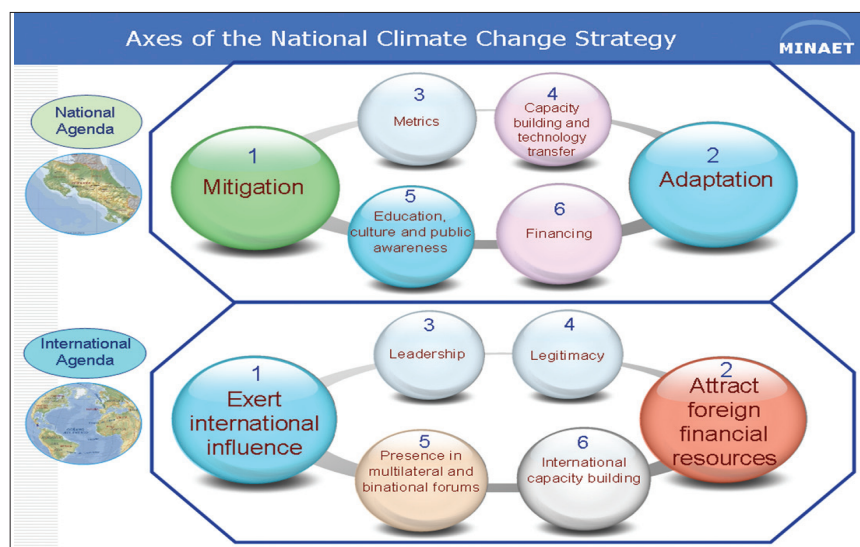 Axes of the National Climate Change Strategy
MINAET
National
Agenda
1
Mitigation
3
Metrics
4
Capacity
building and
technology
transfer
2
Adaptation
5
Education,
culture and public
awareness
6
Financing
International
Agenda
1
Exert
international
influence
3
Leadership
4
Legitimacy
2
Attract
foreign
financial
resources
5
Presence in
multilateral and
binational forums
6
International
capacity building